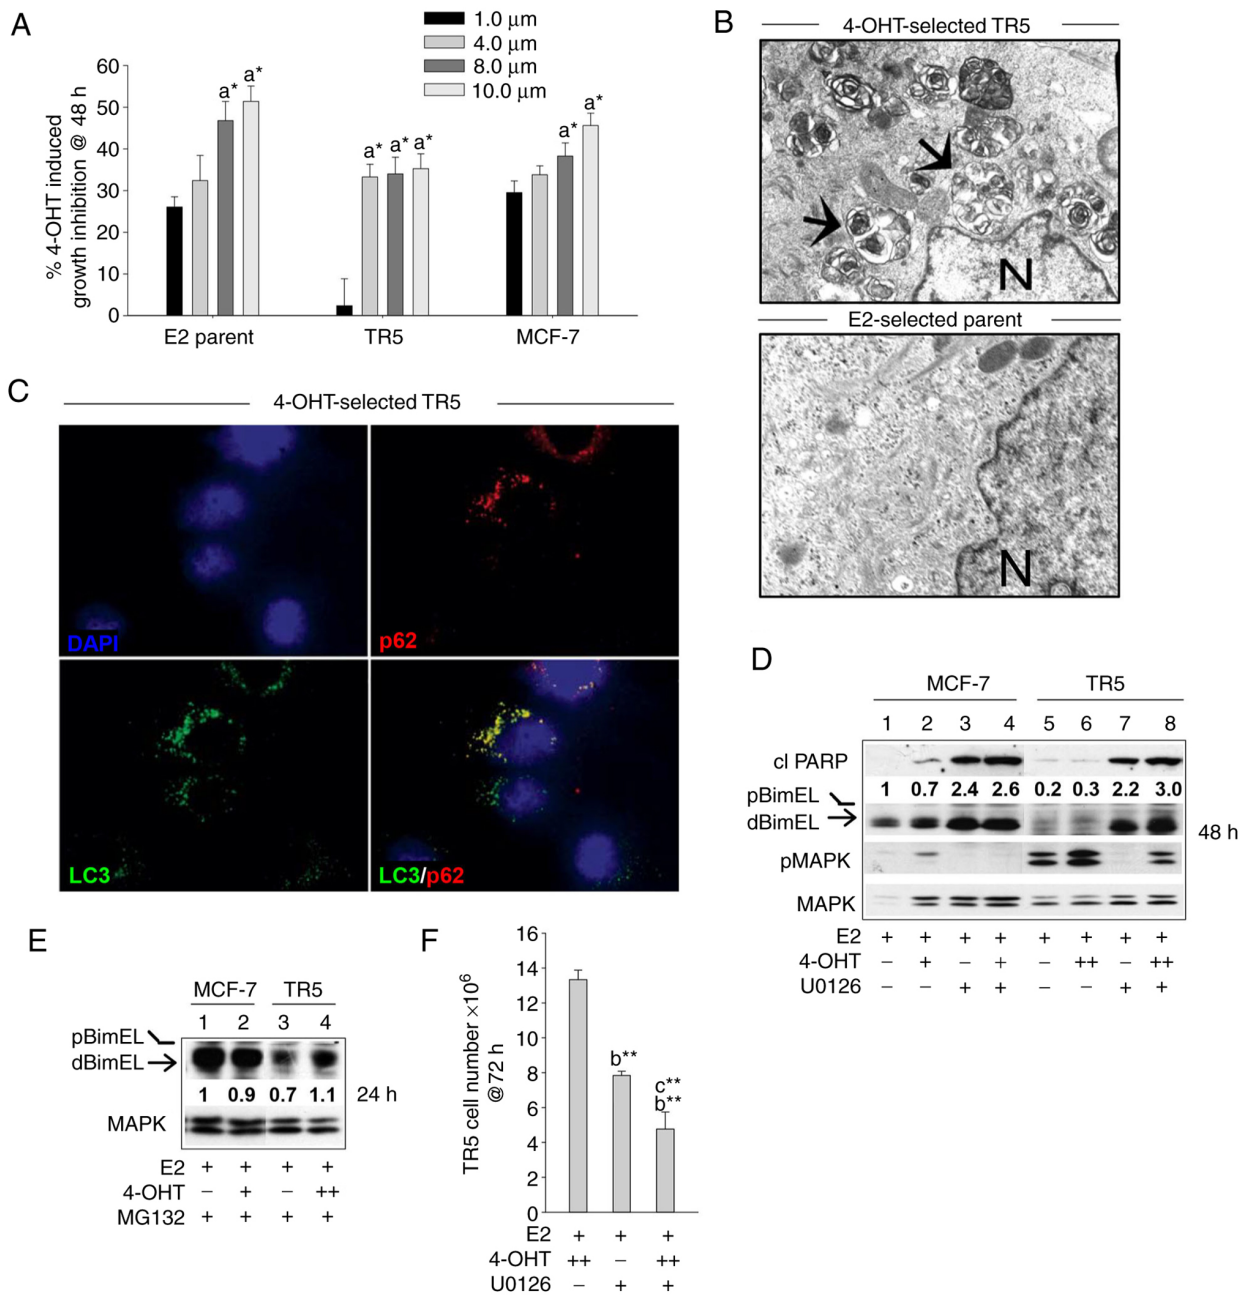 A
1.0 μm
4.0 μm
8.0 μm
10.0 μm
% 4-OHT induced
growth inhibition @ 48 h
60
50
40
30
20
10
0
a* a*
a* a* a*
a* a*
E2 parent TR5 MCF-7
B
4-OHT-selected TR5
N
E2-selected parent
N
C
4-OHT-selected TR5
DAPI
p62
LC3
LC3/p62
D
MCF-7 TR5
1 2 3 4 5 6 7 8
cl PARP
1 0.7 2.4 2.6 0.2 0.3 2.2 3.0
pBimEL
dBimEL
48 h
pMAPK
MAPK
E2 + + + + + + + +
4-OHT − + − + − ++ − ++
U0126 − − + + − − + +
E
MCF-7 TR5
1 2 3 4
pBimEL
dBimEL
1 0.9 0.7 1.1
24 h
MAPK
E2 + + + +
4-OHT − + − ++
MG132 + + + +
F
TR5 cell number ×10⁶
@72 h
16
14
12
10
8
6
4
2
0
b**
c**
b**
E2 + + +
4-OHT ++ − ++
U0126 − + +